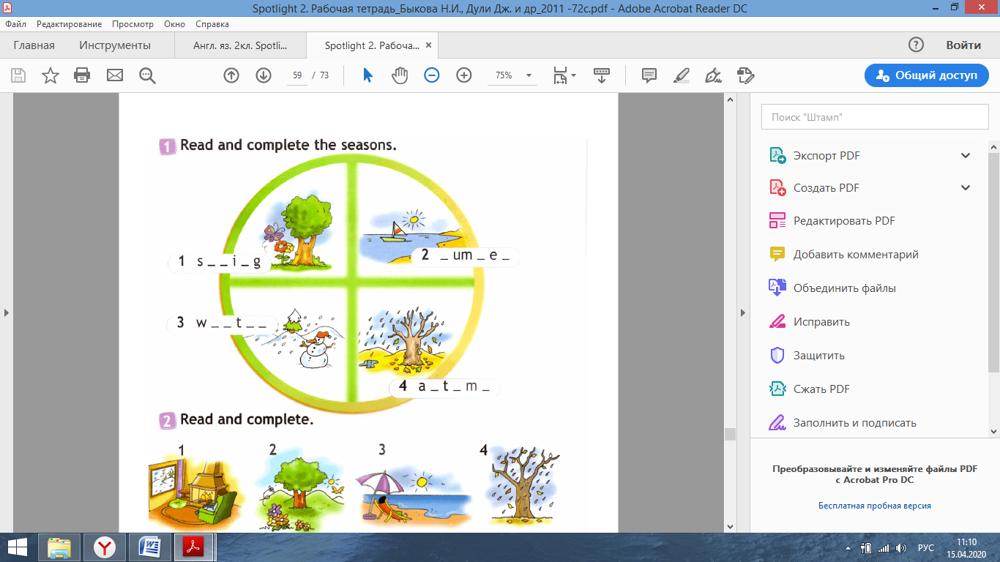 Spotlight 2. Рабочая тетрадь_Быкова Н.И., Дули Дж. и др_2011 -72с.pdf - Adobe Acrobat Reader DC
Файл Редактирование Просмотр Окно Справка
Главная Инструменты Англ. яз. 2кл. Spotli... Spotlight 2. Рабоча... × Войти
59 / 73 75% Общий доступ
Поиск "Штамп"
1 Read and complete the seasons.
1 s _ _ i _ g
2 _ um _ e _
3 w _ _ t _ _
4 a _ t _ m _
2 Read and complete.
1 2 3 4
Экспорт PDF
Создать PDF
Редактировать PDF
Добавить комментарий
Объединить файлы
Исправить
Защитить
Сжать PDF
Заполнить и подписать
Преобразовывайте и изменяйте файлы PDF
с Acrobat Pro DC
Бесплатная пробная версия
РУС
11:10
15.04.2020